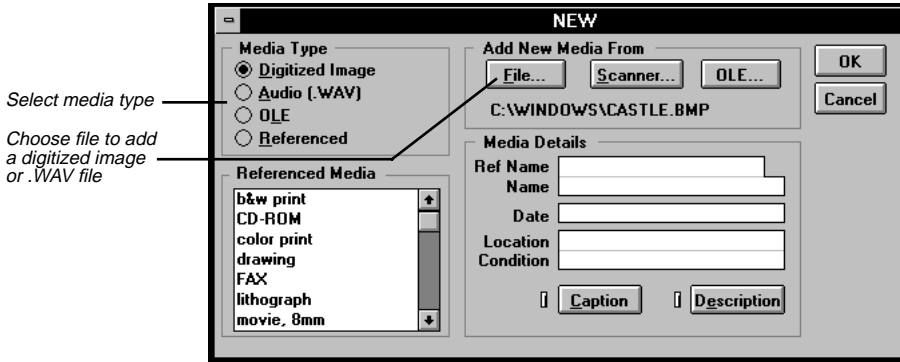 NEW
Select media type
Choose file to add
a digitized image
or .WAV file
Media Type
Digitized Image
Audio (.WAV)
OLE
Referenced
Referenced Media
b&w print
CD-ROM
color print
drawing
FAX
lithograph
movie, 8mm
Add New Media From
File... Scanner... OLE...
C:\WINDOWS\CASTLE.BMP
Media Details
Ref Name
Name
Date
Location
Condition
Caption Description
OK
Cancel